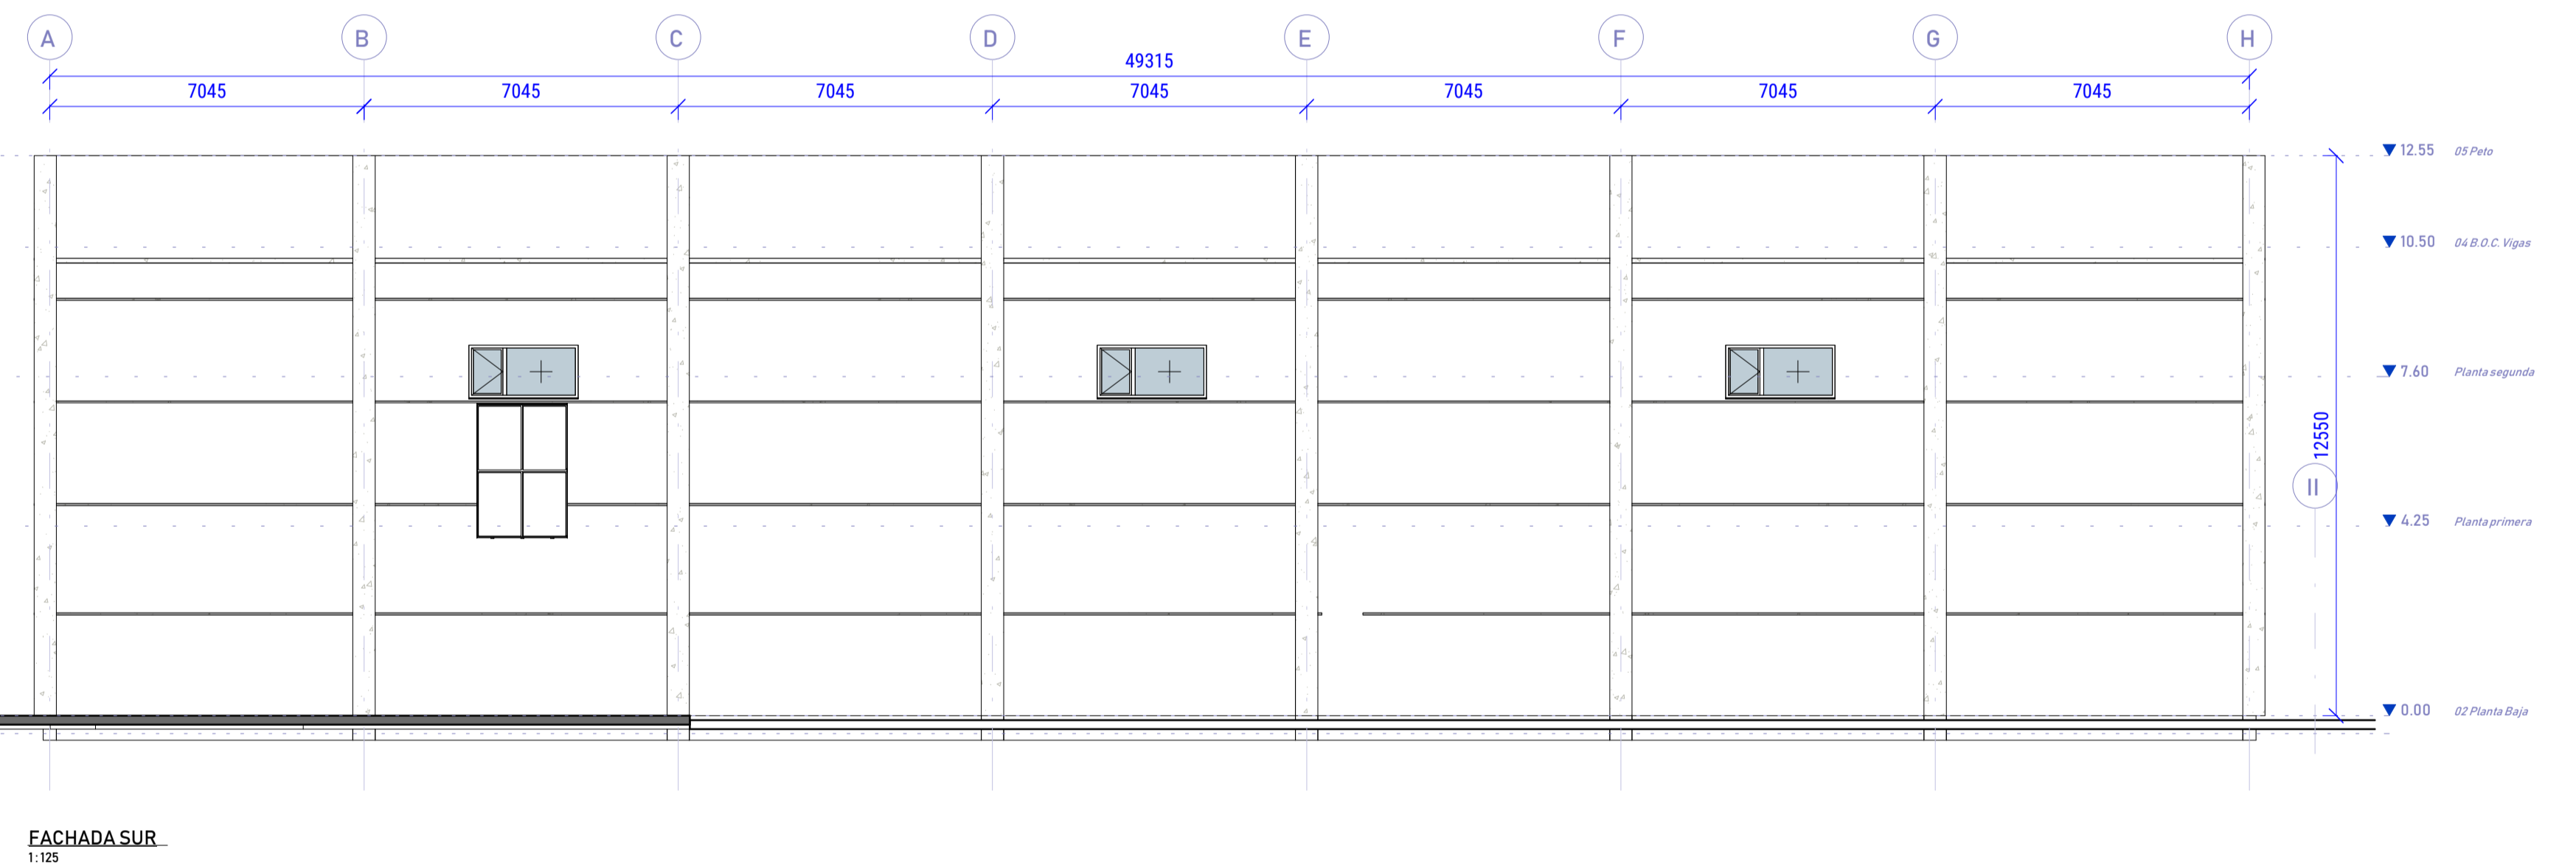 A B C D E F G H
49315
7045 7045 7045 7045 7045 7045 7045
12.55 05 Peto
10.50 04 B.O.C. Vigas
7.60 Planta segunda
12550
II
4.25 Planta primera
0.00 02 Planta Baja
FACHADA SUR
1:125